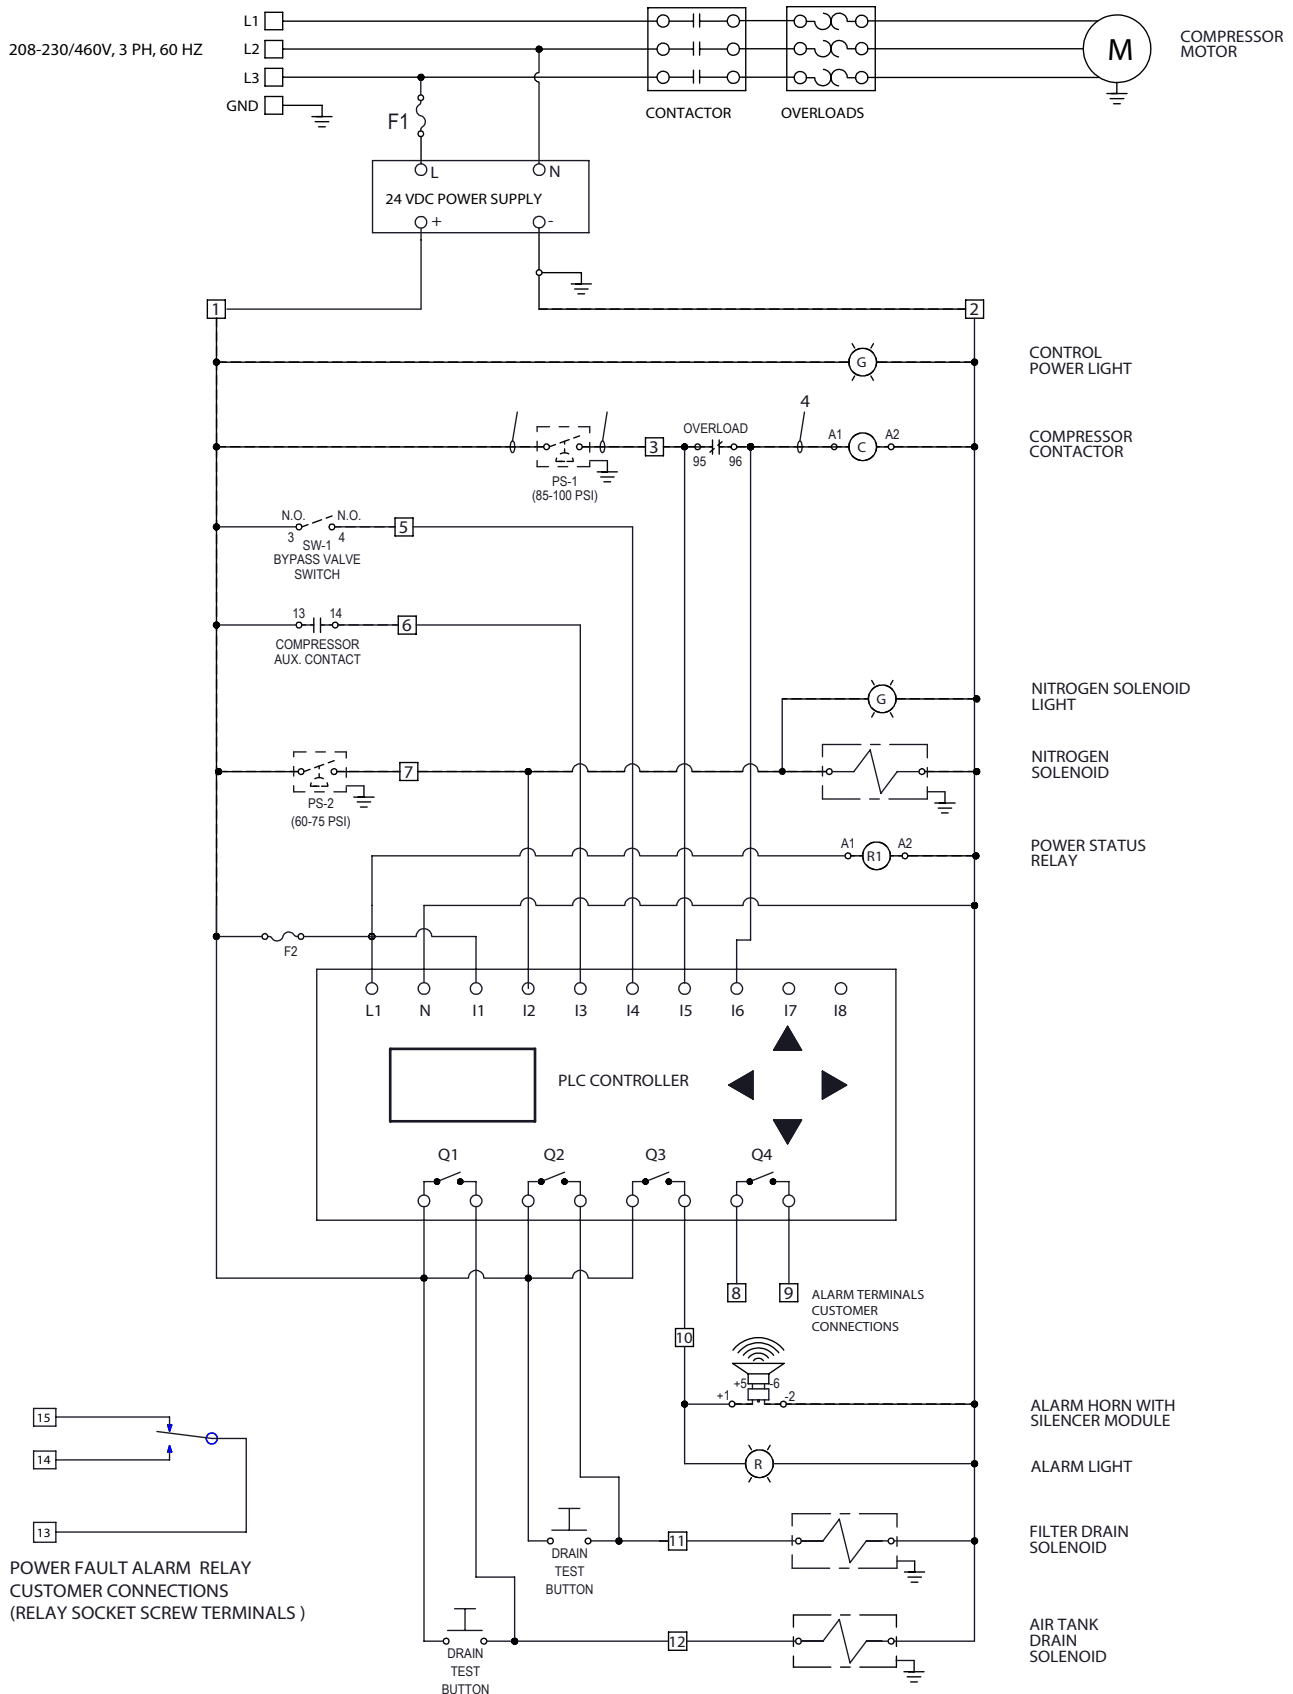 L1
208-230/460V, 3 PH, 60 HZ
L2
L3
GND
M
COMPRESSOR
MOTOR
CONTACTOR
OVERLOADS
F1
L
N
24 VDC POWER SUPPLY
+
-
1
2
G
CONTROL
POWER LIGHT
4
OVERLOAD
3
95
96
A1
C
A2
COMPRESSOR
CONTACTOR
PS-1
(85-100 PSI)
N.O.
N.O.
3
4
5
SW-1
BYPASS VALVE
SWITCH
13
14
6
COMPRESSOR
AUX. CONTACT
G
NITROGEN SOLENOID
LIGHT
7
NITROGEN
SOLENOID
PS-2
(60-75 PSI)
A1
R1
A2
POWER STATUS
RELAY
F2
L1
N
I1
I2
I3
I4
I5
I6
I7
I8
PLC CONTROLLER
Q1
Q2
Q3
Q4
8
9
ALARM TERMINALS
CUSTOMER
CONNECTIONS
10
+5
-6
+1
-2
ALARM HORN WITH
SILENCER MODULE
R
ALARM LIGHT
15
14
13
POWER FAULT ALARM RELAY
CUSTOMER CONNECTIONS
(RELAY SOCKET SCREW TERMINALS )
11
DRAIN
TEST
BUTTON
FILTER DRAIN
SOLENOID
12
DRAIN
TEST
BUTTON
AIR TANK
DRAIN
SOLENOID